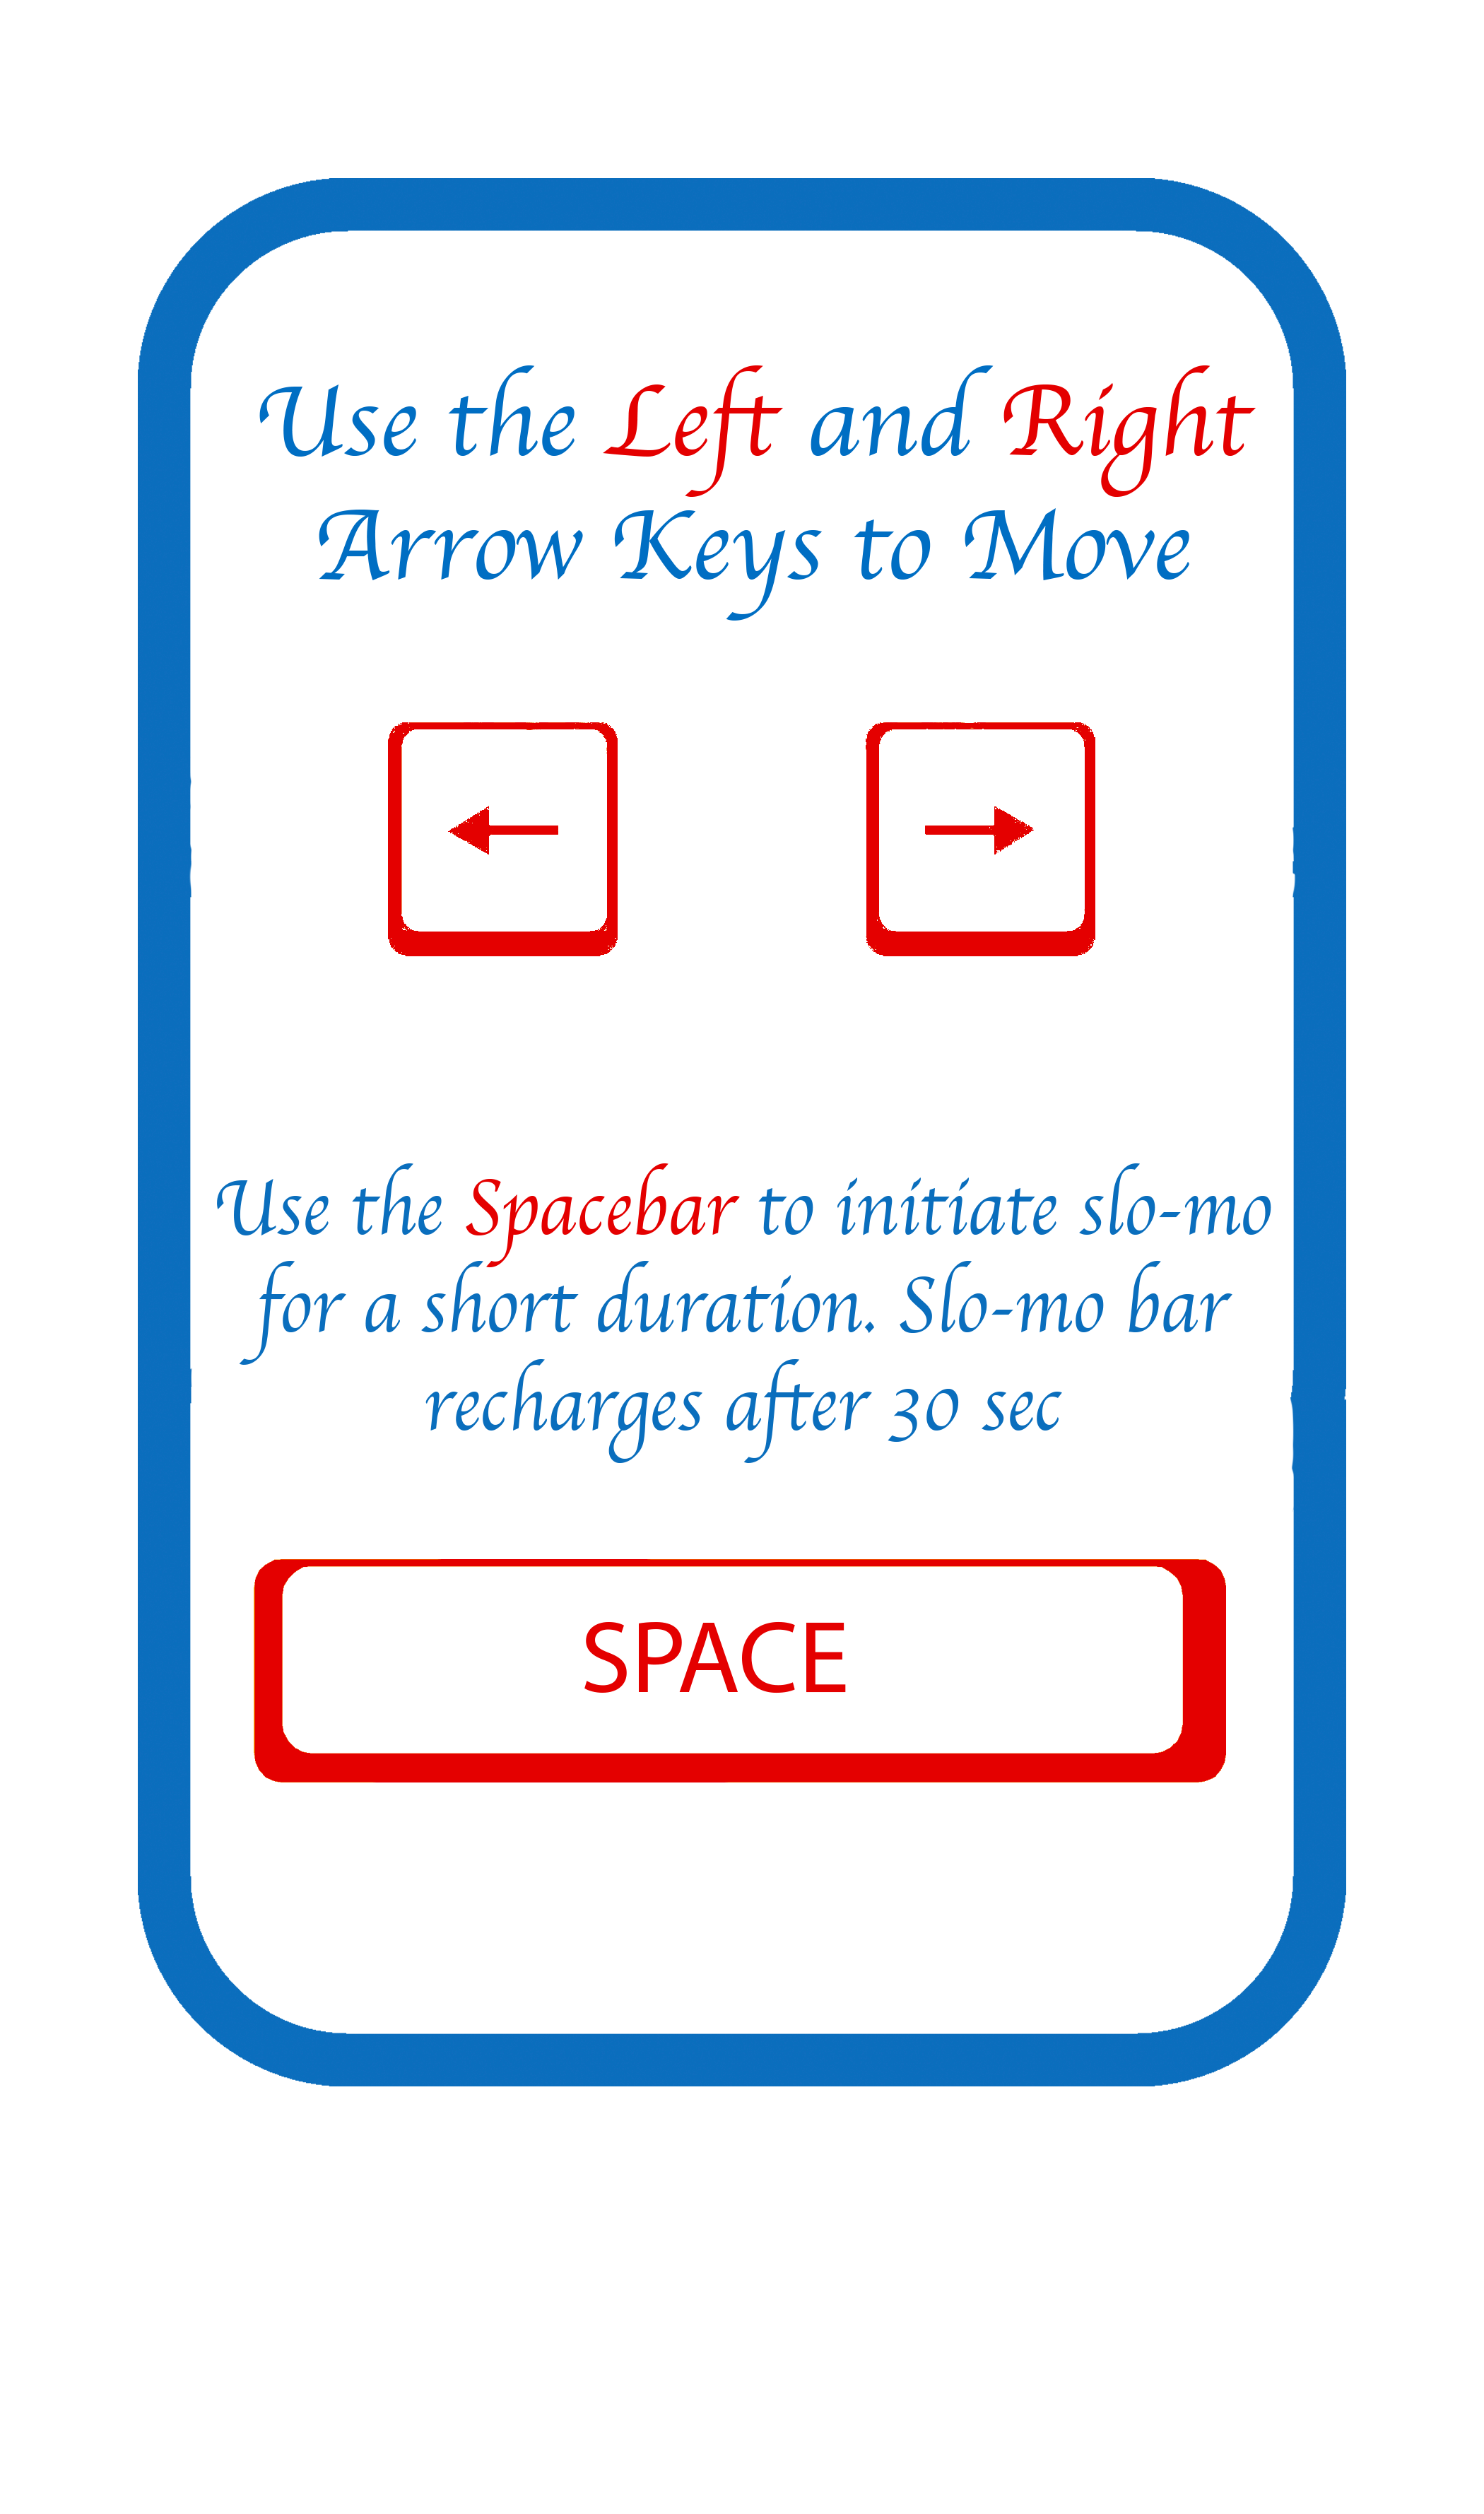 Use the Left and Right
Arrow Keys to Move
Use the Spacebar to initiate slo-mo
for a short duration. Slo-mo bar
recharges after 30 sec
SPACE